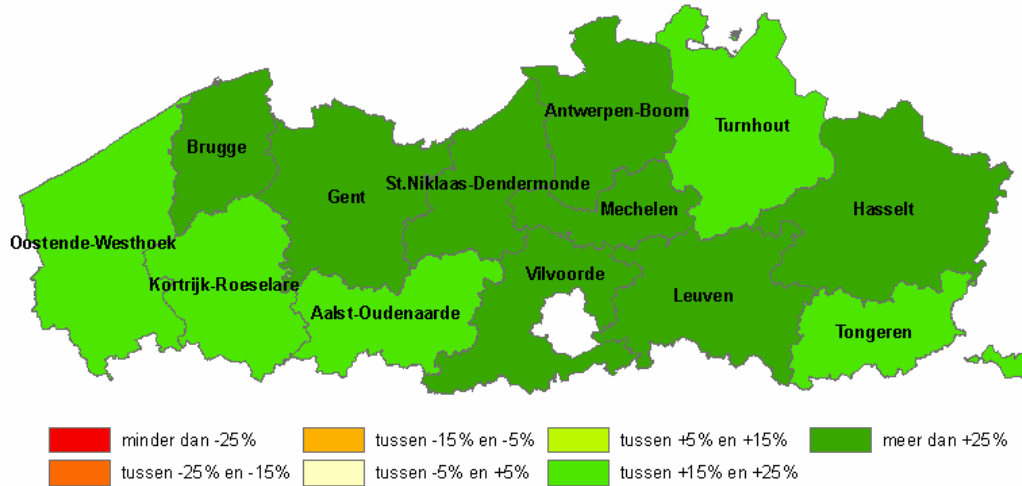 Antwerpen-Boom
Turnhout
Brugge
St.Niklaas-Dendermonde
Gent
Mechelen
Hasselt
Oostende-Westhoek
Vilvoorde
Kortrijk-Roeselare
Leuven
Aalst-Oudenaarde
Tongeren
minder dan -25%
tussen -15% en -5%
tussen +5% en +15%
meer dan +25%
tussen -25% en -15%
tussen -5% en +5%
tussen +15% en +25%